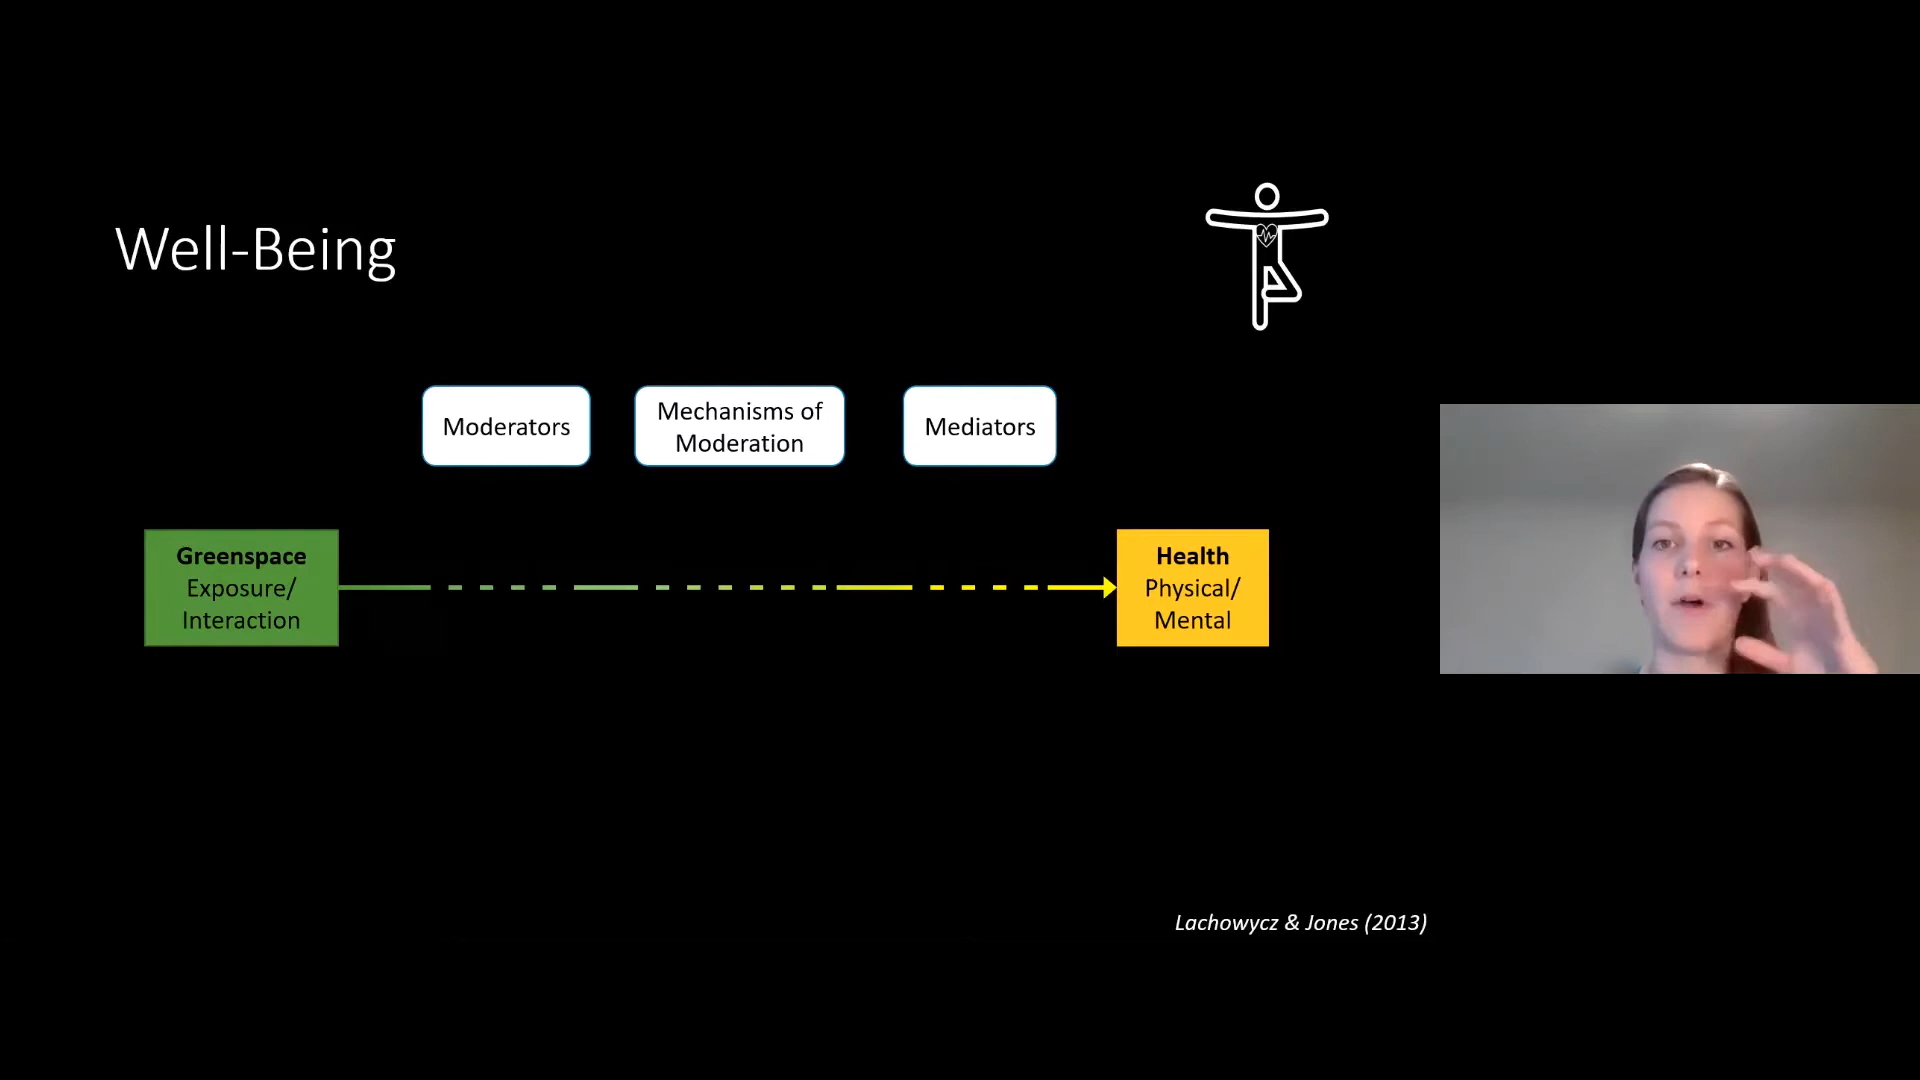 Well-Being
Moderators
Mechanisms of
Moderation
Mediators
Greenspace
Exposure/
Interaction
Health
Physical/
Mental
Lachowycz & Jones (2013)